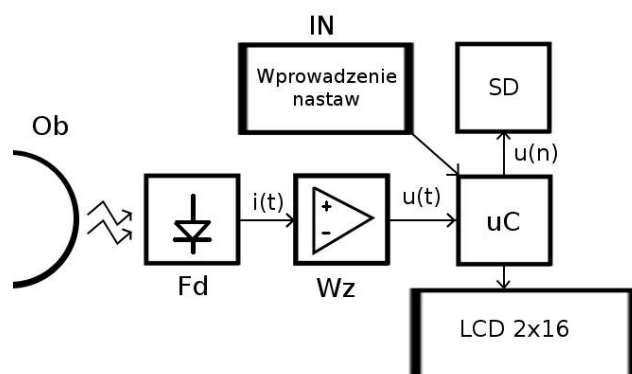 IN
Wprowadzenie
nastaw
SD
Ob
u(n)
i(t)
u(t)
+
-
uC
Fd
Wz
LCD 2x16